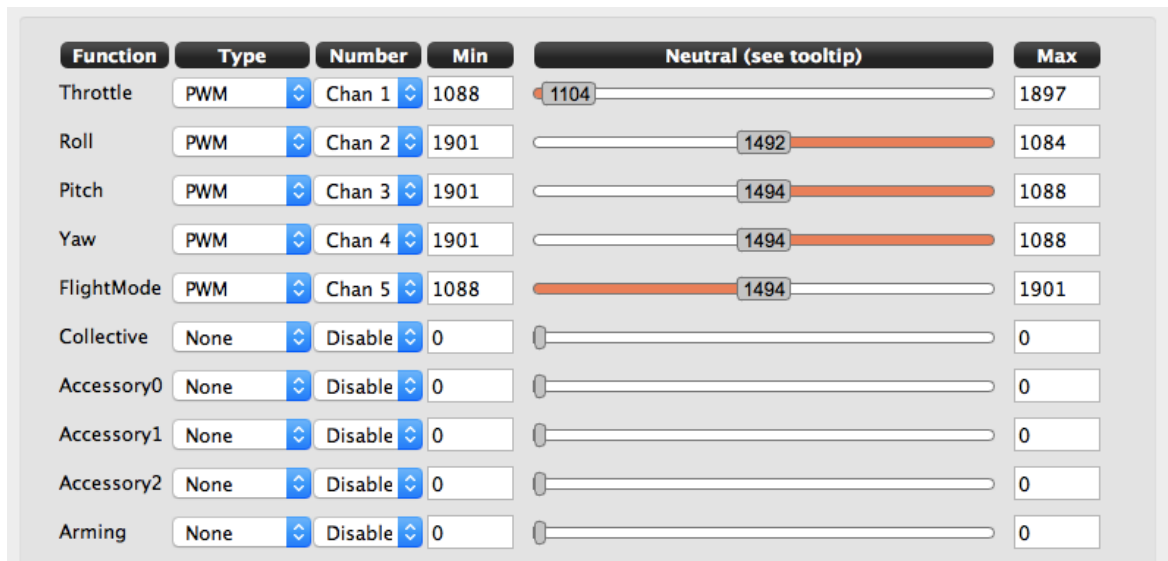 Function Type Number Min Neutral (see tooltip) Max
Throttle PWM Chan 1 1088 1104 1897
Roll PWM Chan 2 1901 1492 1084
Pitch PWM Chan 3 1901 1494 1088
Yaw PWM Chan 4 1901 1494 1088
FlightMode PWM Chan 5 1088 1494 1901
Collective None Disable 0 0
Accessory0 None Disable 0 0
Accessory1 None Disable 0 0
Accessory2 None Disable 0 0
Arming None Disable 0 0